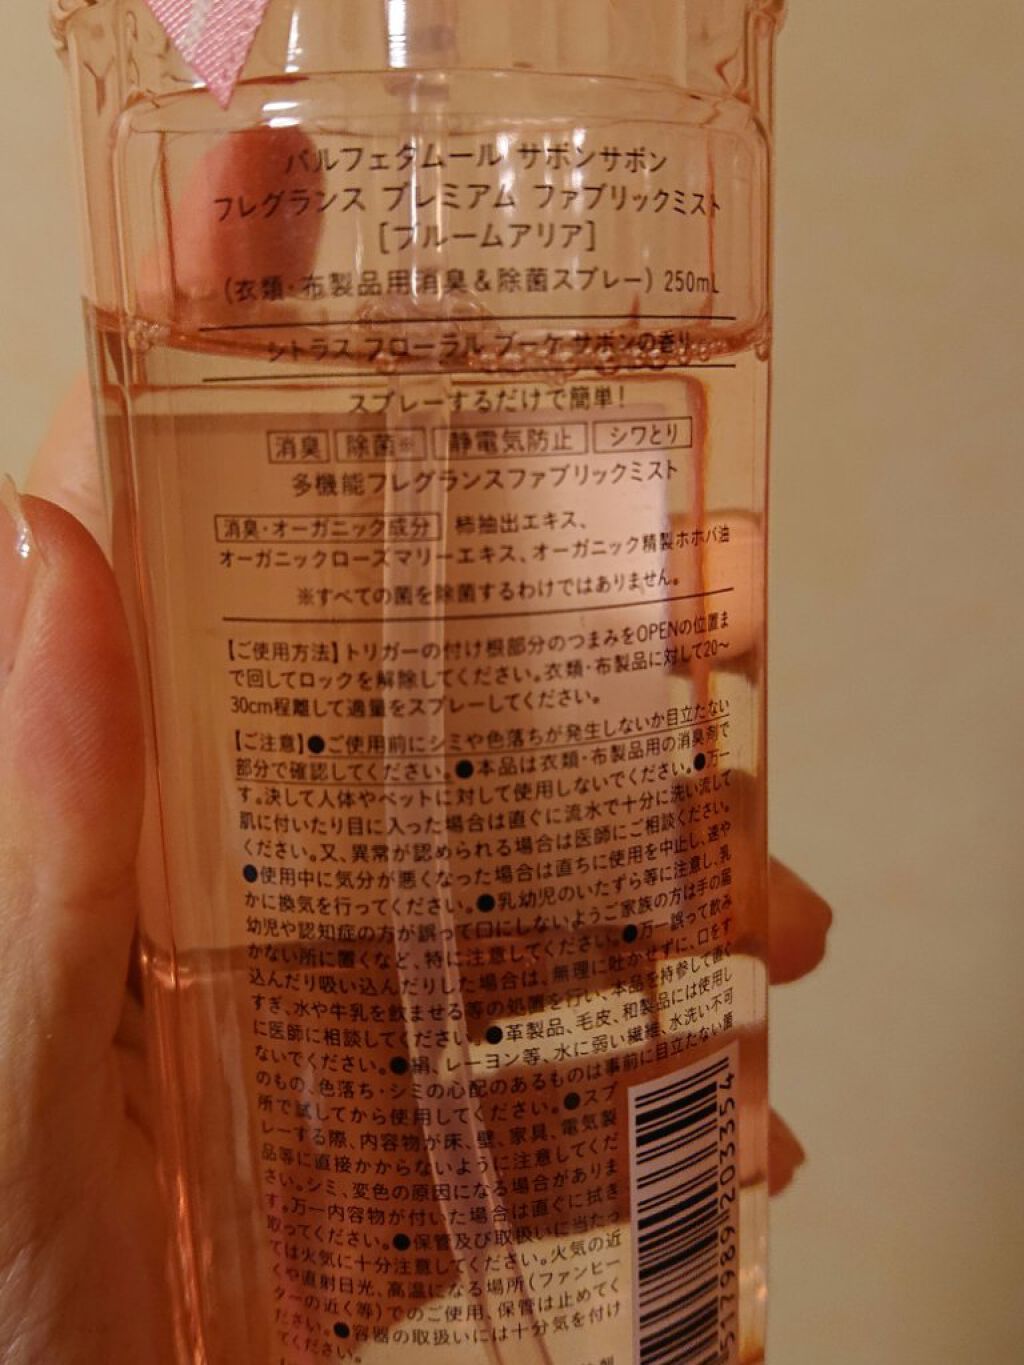 パルフェタムール サボンサボン
フレグランス プレミアム ファブリックミスト
[ブルームアリア]
(衣類・布製品用消臭&除菌スプレー) 250mL
シトラス フローラル ブーケ サボンの香り
スプレーするだけで簡単!
消臭 除菌※ 静電気防止 シワとり
多機能フレグランスファブリックミスト
消臭・オーガニック成分 柿抽出エキス、
オーガニックローズマリーエキス、オーガニック精製ホホバ油
※すべての菌を除菌するわけではありません。
【ご使用方法】トリガーの付け根部分のつまみをOPENの位置ま
で回してロックを解除してください。衣類・布製品に対して20〜
30cm程離して適量をスプレーしてください。
【ご注意】●ご使用前にシミや色落ちが発生しないか目立たない
部分で確認してください。●本品は衣類・布製品用の消臭剤で
す。決して人体やペットに対して使用しないでください。●万一
肌に付いたり目に入った場合は直ぐに流水で十分に洗い流して
ください。又、異常が認められる場合は医師にご相談ください。
●使用中に気分が悪くなった場合は直ちに使用を中止し、速や
かに換気を行ってください。●乳幼児のいたずら等に注意し、乳
幼児や認知症の方が誤って口にしないようご家族の方は手の届
かない所に置くなど、特に注意してください。●万一誤って飲み
込んだり吸い込んだりした場合は、無理に吐かせずに、口をす
すぎ、水や牛乳を飲ませる等の処置を行い、本品を持参して直ぐ
に医師に相談してください。●革製品、毛皮、和製品には使用し
ないでください。●絹、レーヨン等、水に弱い繊維、水洗い不可
のもの、色落ち・シミの心配のあるものは事前に目立たない箇
所で試してから使用してください。●スプ
レーする際、内容物が床、壁、家具、電気製
品等に直接かからないように注意してくだ
さい。シミ、変色の原因になる場合がありま
す。万一内容物が付いた場合は直ぐに拭き
取ってください。●保管及び取扱いに当たっ
ては火気に十分注意してください。火気の近
くや直射日光、高温になる場所(ファンヒー
ターの近く等)でのご使用、保管は止めてく
ださい。●容器の取扱いには十分気を付け
てください。
517989 203354